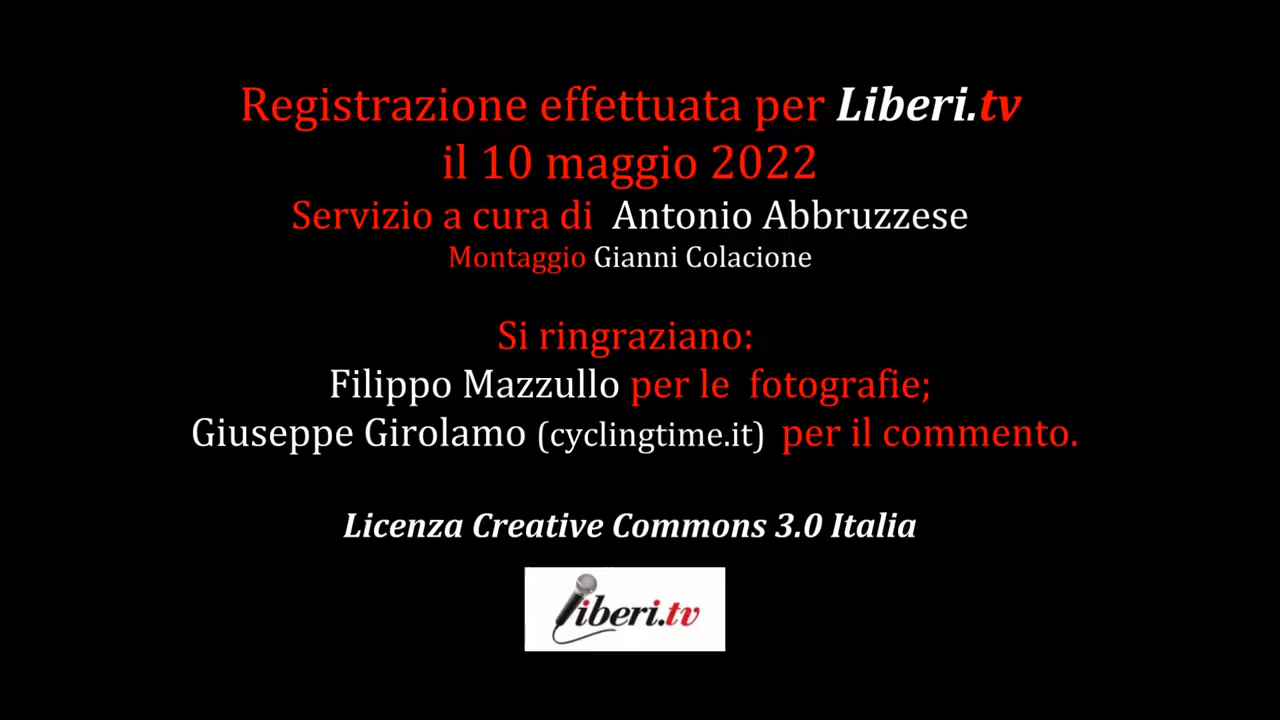 Registrazione effettuata per Liberi.tv
il 10 maggio 2022
Servizio a cura di Antonio Abbruzzese
Montaggio Gianni Colacione
Si ringraziano:
Filippo Mazzullo per le fotografie;
Giuseppe Girolamo (cyclingtime.it) per il commento.
Licenza Creative Commons 3.0 Italia
liberi.tv